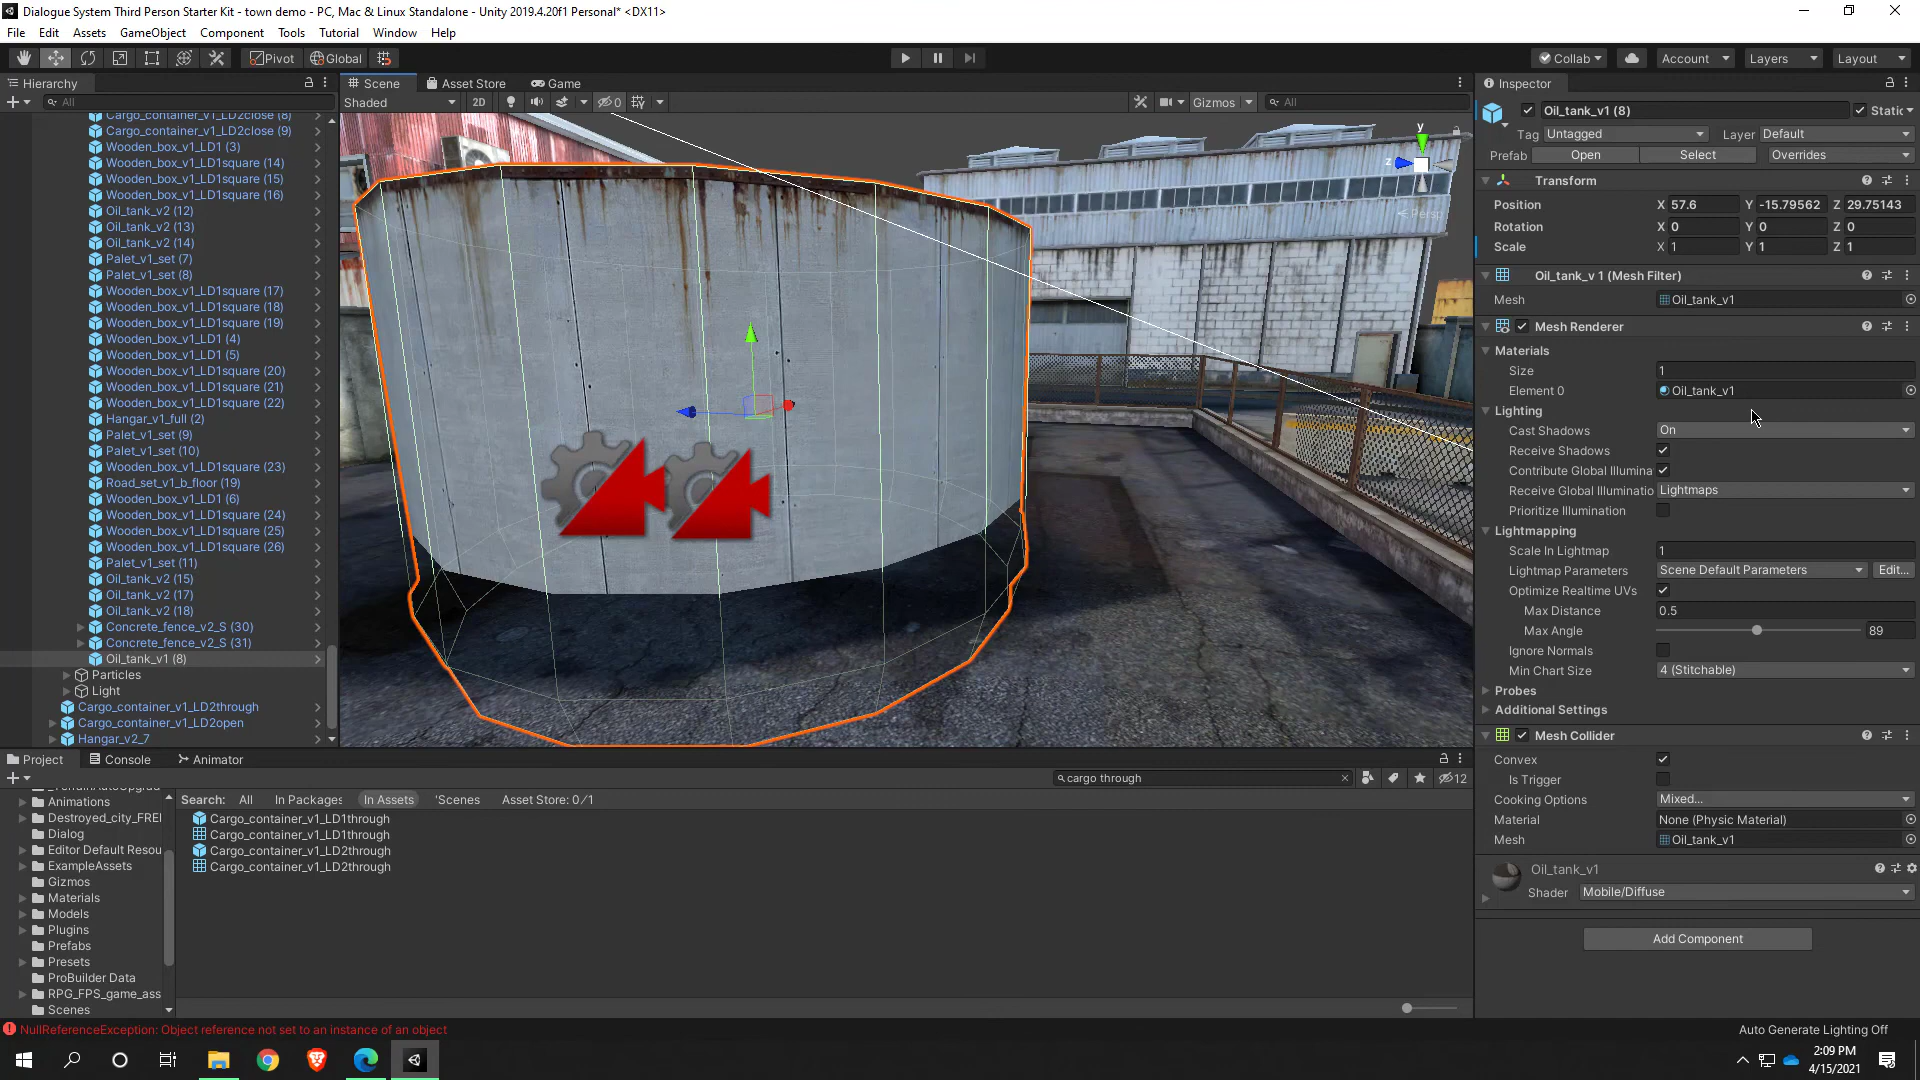 Dialogue System Third Person Starter Kit - town demo - PC, Mac & Linux Standalone - Unity 2019.4.20f1 Personal* <DX11>
File Edit Assets GameObject Component Tools Tutorial Window Help
Pivot Global Collab Account Layers Layout
Hierarchy
All
Cargo_container_v1_LD2close (8)
Cargo_container_v1_LD2close (9)
Wooden_box_v1_LD1 (3)
Wooden_box_v1_LD1square (14)
Wooden_box_v1_LD1square (15)
Wooden_box_v1_LD1square (16)
Oil_tank_v2 (12)
Oil_tank_v2 (13)
Oil_tank_v2 (14)
Palet_v1_set (7)
Palet_v1_set (8)
Wooden_box_v1_LD1square (17)
Wooden_box_v1_LD1square (18)
Wooden_box_v1_LD1square (19)
Wooden_box_v1_LD1 (4)
Wooden_box_v1_LD1 (5)
Wooden_box_v1_LD1square (20)
Wooden_box_v1_LD1square (21)
Wooden_box_v1_LD1square (22)
Hangar_v1_full (2)
Palet_v1_set (9)
Palet_v1_set (10)
Wooden_box_v1_LD1square (23)
Road_set_v1_b_floor (19)
Wooden_box_v1_LD1 (6)
Wooden_box_v1_LD1square (24)
Wooden_box_v1_LD1square (25)
Wooden_box_v1_LD1square (26)
Palet_v1_set (11)
Oil_tank_v2 (15)
Oil_tank_v2 (17)
Oil_tank_v2 (18)
Concrete_fence_v2_S (30)
Concrete_fence_v2_S (31)
Oil_tank_v1 (8)
Particles
Light
Cargo_container_v1_LD2through
Cargo_container_v1_LD2open
Hangar_v2_7
Scene Asset Store Game
Shaded 2D 0 Gizmos All
y
z
Persp
Inspector
Oil_tank_v1 (8) Static
Tag Untagged Layer Default
Prefab Open Select Overrides
Transform
Position X 57.6 Y -15.79562 Z 29.75143
Rotation X 0 Y 0 Z 0
Scale X 1 Y 1 Z 1
Oil_tank_v 1 (Mesh Filter)
Mesh Oil_tank_v1
Mesh Renderer
Materials
Size 1
Element 0 Oil_tank_v1
Lighting
Cast Shadows On
Receive Shadows
Contribute Global Illumina
Receive Global Illuminatio Lightmaps
Prioritize Illumination
Lightmapping
Scale In Lightmap 1
Lightmap Parameters Scene Default Parameters Edit...
Optimize Realtime UVs
Max Distance 0.5
Max Angle 89
Ignore Normals
Min Chart Size 4 (Stitchable)
Probes
Additional Settings
Mesh Collider
Convex
Is Trigger
Cooking Options Mixed...
Material None (Physic Material)
Mesh Oil_tank_v1
Oil_tank_v1
Shader Mobile/Diffuse
Add Component
Project Console Animator
cargo through 12
Animations
Destroyed_city_FREI
Dialog
Editor Default Resou
ExampleAssets
Gizmos
Materials
Models
Plugins
Prefabs
Presets
ProBuilder Data
RPG_FPS_game_ass
Scenes
Search: All In Packages In Assets 'Scenes Asset Store: 0/1
Cargo_container_v1_LD1through
Cargo_container_v1_LD1through
Cargo_container_v1_LD2through
Cargo_container_v1_LD2through
NullReferenceException: Object reference not set to an instance of an object
Auto Generate Lighting Off
2:09 PM
4/15/2021